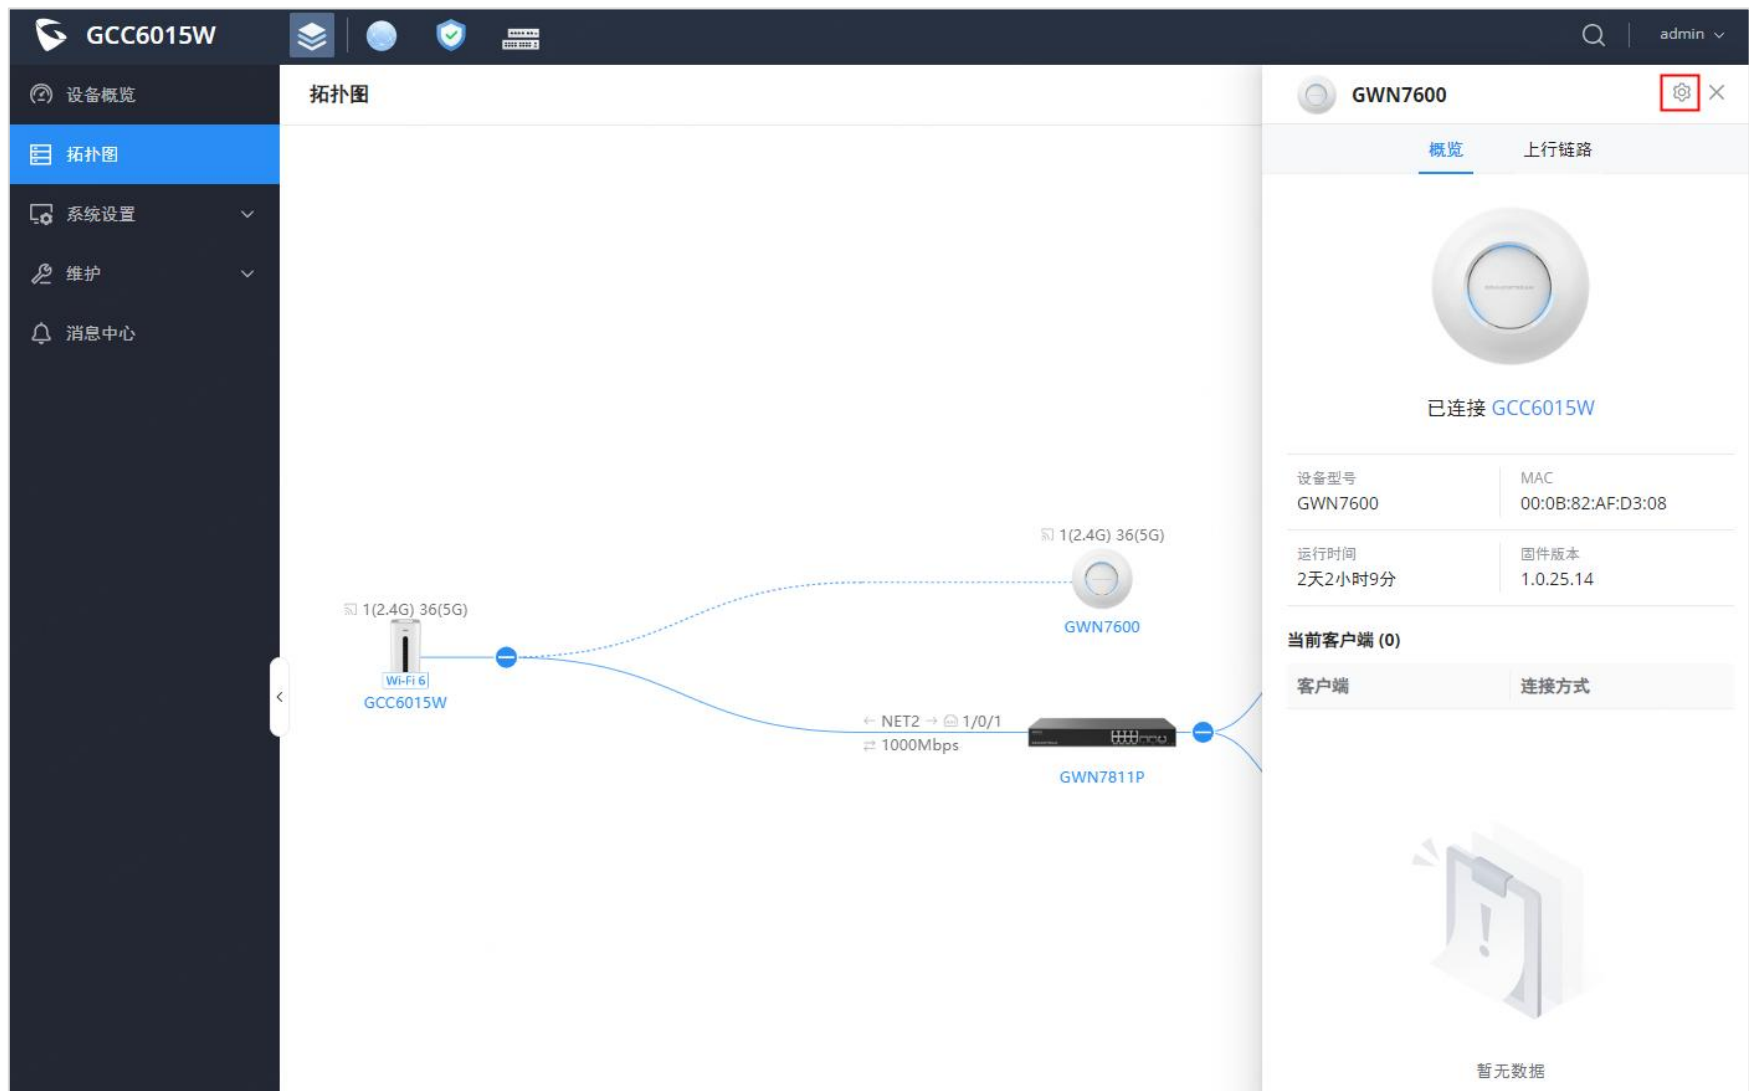 GCC6015W
admin
设备概览
拓扑图
系统设置
维护
消息中心
拓扑图
1(2.4G) 36(5G)
Wi-Fi 6
GCC6015W
1(2.4G) 36(5G)
GWN7600
← NET2 → 1/0/1
1000Mbps
GWN7811P
GWN7600
概览 上行链路
已连接 GCC6015W
设备型号 MAC
GWN7600 00:0B:82:AF:D3:08
运行时间 固件版本
2天2小时9分 1.0.25.14
当前客户端 (0)
客户端 连接方式
暂无数据